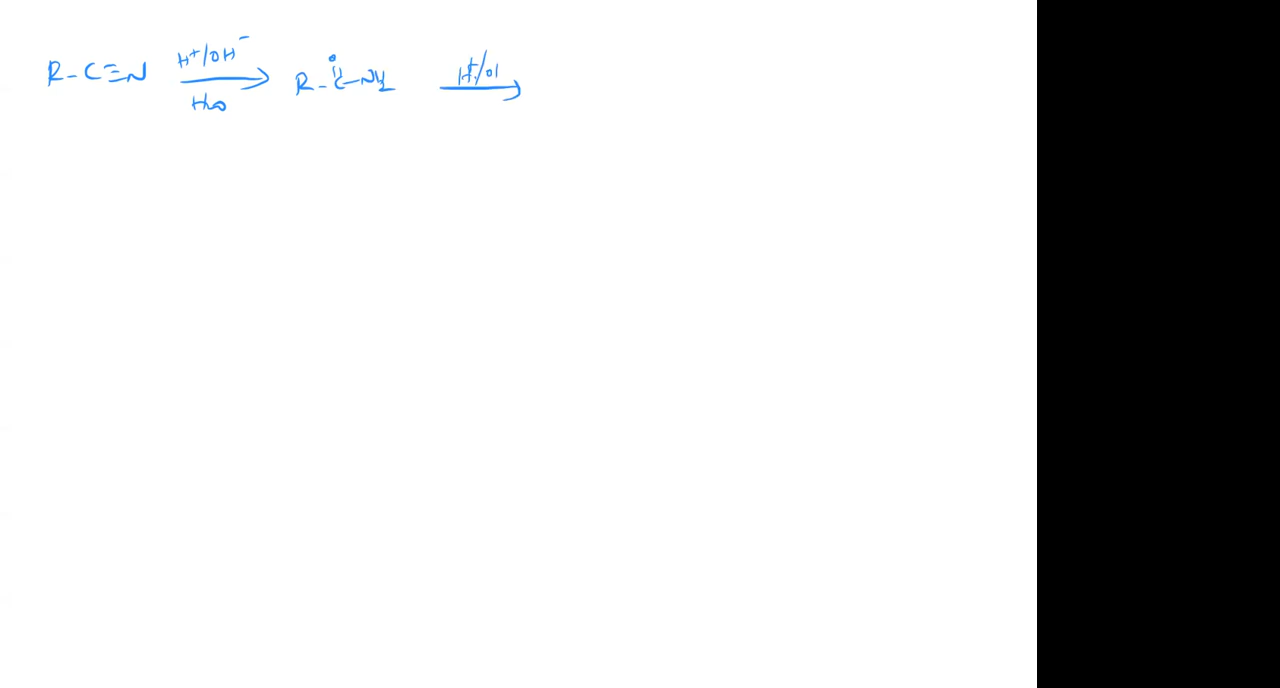 R-C≡N H⁺/OH⁻ H₂O R-C(=O)-NH₂ H⁺/OH